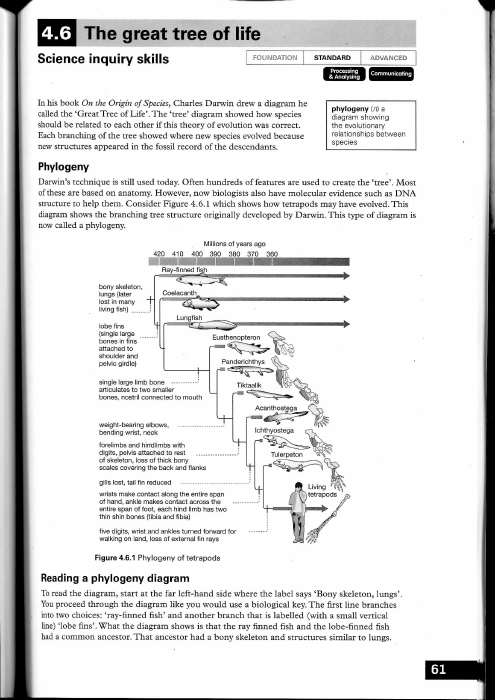 4.6 The great tree of life
Science inquiry skills
FOUNDATION STANDARD ADVANCED
Processing & Analysing
Communicating
In his book On the Origin of Species, Charles Darwin drew a diagram he
called the 'Great Tree of Life'. The 'tree' diagram showed how species
should be related to each other if this theory of evolution was correct.
Each branching of the tree showed where new species evolved because
new structures appeared in the fossil record of the descendants.
phylogeny (n) a
diagram showing
the evolutionary
relationships between
species
Phylogeny
Darwin's technique is still used today. Often hundreds of features are used to create the 'tree'. Most
of these are based on anatomy. However, now biologists also have molecular evidence such as DNA
structure to help them. Consider Figure 4.6.1 which shows how tetrapods may have evolved. This
diagram shows the branching tree structure originally developed by Darwin. This type of diagram is
now called a phylogeny.
Millions of years ago
420 410 400 390 380 370 360
Ray-finned fish
bony skeleton,
lungs (later
lost in many
living fish)
Coelacanth
Lungfish
lobe fins
(single large
bones in fins
attached to
shoulder and
pelvic girdle)
Eusthenopteron
Panderichthys
single large limb bone
articulates to two smaller
bones, nostril connected to mouth
Tiktaalik
Acanthostega
weight-bearing elbows,
bending wrist, neck
Ichthyostega
forelimbs and hindlimbs with
digits, pelvis attached to rest
of skeleton, loss of thick bony
scales covering the back and flanks
Tulerpeton
gills lost, tail fin reduced
Living
tetrapods
wrists make contact along the entire span
of hand, ankle makes contact across the
entire span of foot, each hind limb has two
thin shin bones (tibia and fibia)
five digits, wrist and ankles turned forward for
walking on land, loss of external fin rays
Figure 4.6.1 Phylogeny of tetrapods
Reading a phylogeny diagram
To read the diagram, start at the far left-hand side where the label says 'Bony skeleton, lungs'.
You proceed through the diagram like you would use a biological key. The first line branches
into two choices: 'ray-finned fish' and another branch that is labelled (with a small vertical
line) 'lobe fins'. What the diagram shows is that the ray finned fish and the lobe-finned fish
had a common ancestor. That ancestor had a bony skeleton and structures similar to lungs.
61